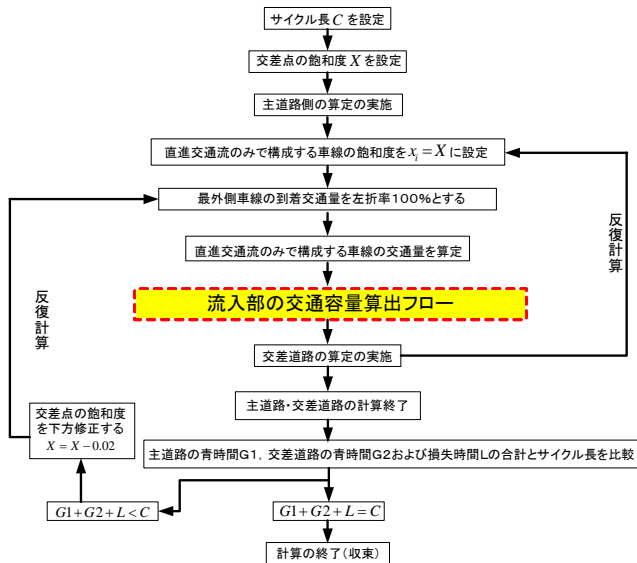 サイクル長 C を設定
交差点の飽和度 X を設定
主道路側の算定の実施
直進交通流のみで構成する車線の飽和度を x_i = X に設定
最外側車線の到着交通量を左折率100%とする
直進交通流のみで構成する車線の交通量を算定
流入部の交通容量算出フロー
交差道路の算定の実施
反復計算
主道路・交差道路の計算終了
主道路の青時間G1，交差道路の青時間G2および損失時間Lの合計とサイクル長を比較
反復計算
交差点の飽和度
を下方修正する
X = X − 0.02
G1+G2+L < C
G1+G2+L = C
計算の終了(収束)